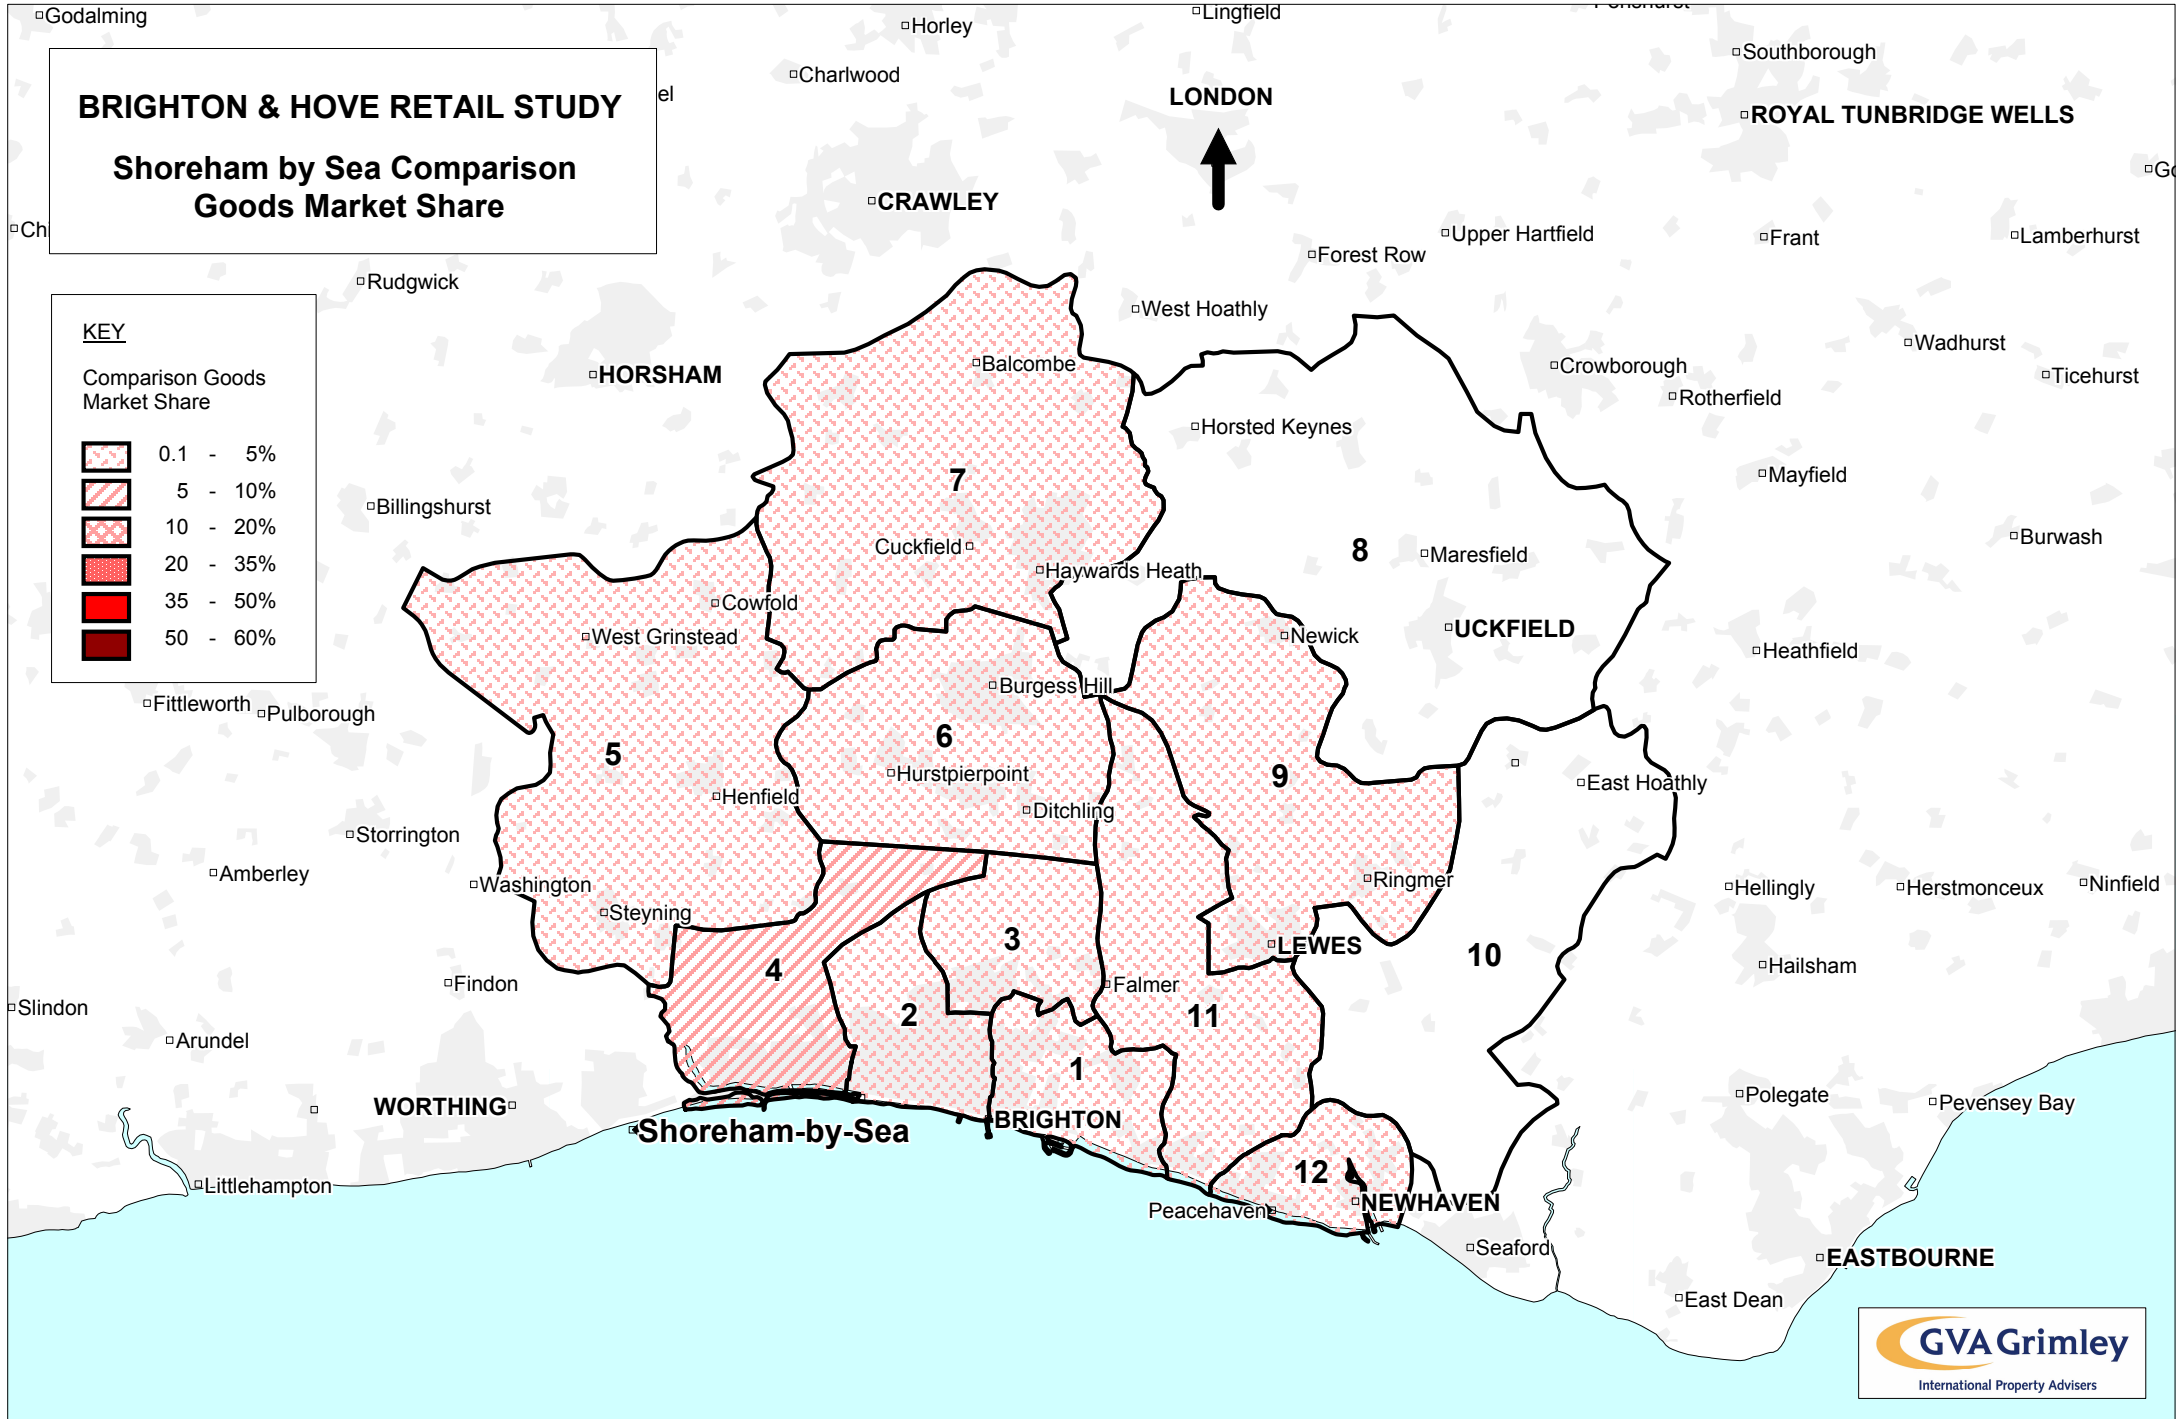 Godalming
Horley
Lingfield
Southborough
Charlwood
BRIGHTON & HOVE RETAIL STUDY
Shoreham by Sea Comparison
Goods Market Share
el
LONDON
ROYAL TUNBRIDGE WELLS
Go
CRAWLEY
Chi
Upper Hartfield
Frant
Lamberhurst
Forest Row
Rudgwick
West Hoathly
KEY
Comparison Goods
Market Share
0.1 - 5%
5 - 10%
10 - 20%
20 - 35%
35 - 50%
50 - 60%
Wadhurst
Balcombe
Crowborough
HORSHAM
Ticehurst
Rotherfield
Horsted Keynes
Mayfield
7
Billingshurst
Burwash
Cuckfield
8
Maresfield
Haywards Heath
Cowfold
West Grinstead
Newick
UCKFIELD
Heathfield
Burgess Hill
Fittleworth
Pulborough
6
5
Hurstpierpoint
9
East Hoathly
Henfield
Ditchling
Storrington
Amberley
Washington
Ringmer
Hellingly
Herstmonceux
Ninfield
Steyning
3
LEWES
10
4
Hailsham
Findon
Falmer
Slindon
2
11
Arundel
1
WORTHING
BRIGHTON
Polegate
Pevensey Bay
Shoreham-by-Sea
12
Littlehampton
NEWHAVEN
Peacehaven
Seaford
EASTBOURNE
East Dean
GVA Grimley
International Property Advisers